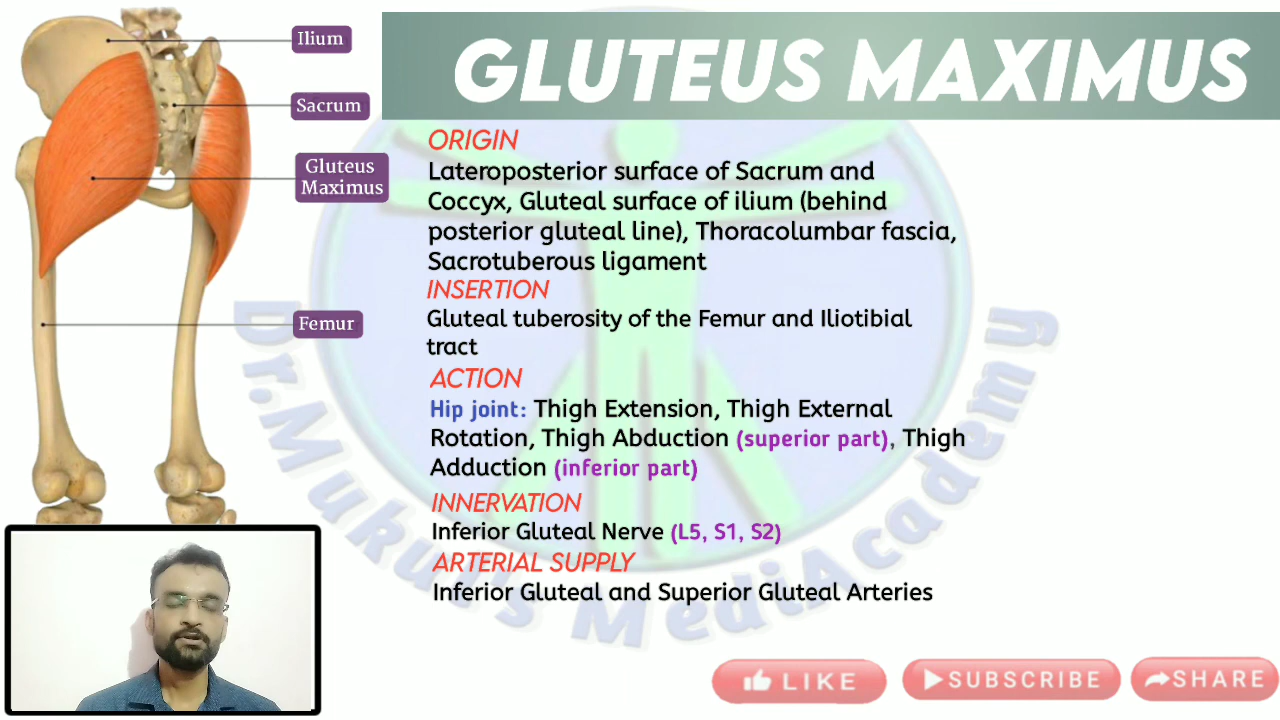 Ilium
Sacrum
Gluteus
Maximus
Femur
GLUTEUS MAXIMUS
ORIGIN
Lateroposterior surface of Sacrum and
Coccyx, Gluteal surface of ilium (behind
posterior gluteal line), Thoracolumbar fascia,
Sacrotuberous ligament
INSERTION
Gluteal tuberosity of the Femur and Iliotibial
tract
ACTION
Hip joint: Thigh Extension, Thigh External
Rotation, Thigh Abduction (superior part), Thigh
Adduction (inferior part)
INNERVATION
Inferior Gluteal Nerve (L5, S1, S2)
ARTERIAL SUPPLY
Inferior Gluteal and Superior Gluteal Arteries
Dr.Mukul's MediAcademy
LIKE
SUBSCRIBE
SHARE